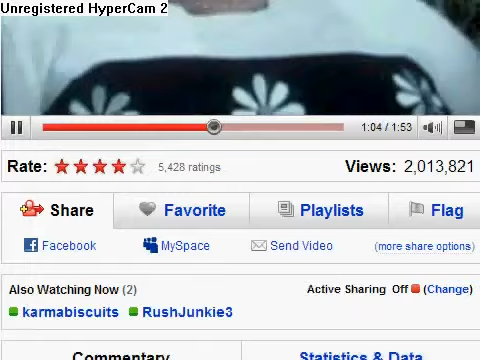 Unregistered HyperCam 2
1:04 / 1:53
Rate: 5,428 ratings Views: 2,013,821
Share Favorite Playlists Flag
Facebook MySpace Send Video (more share options)
Also Watching Now (2) Active Sharing Off (Change)
karmabiscuits RushJunkie3
Commentary Statistics & Data